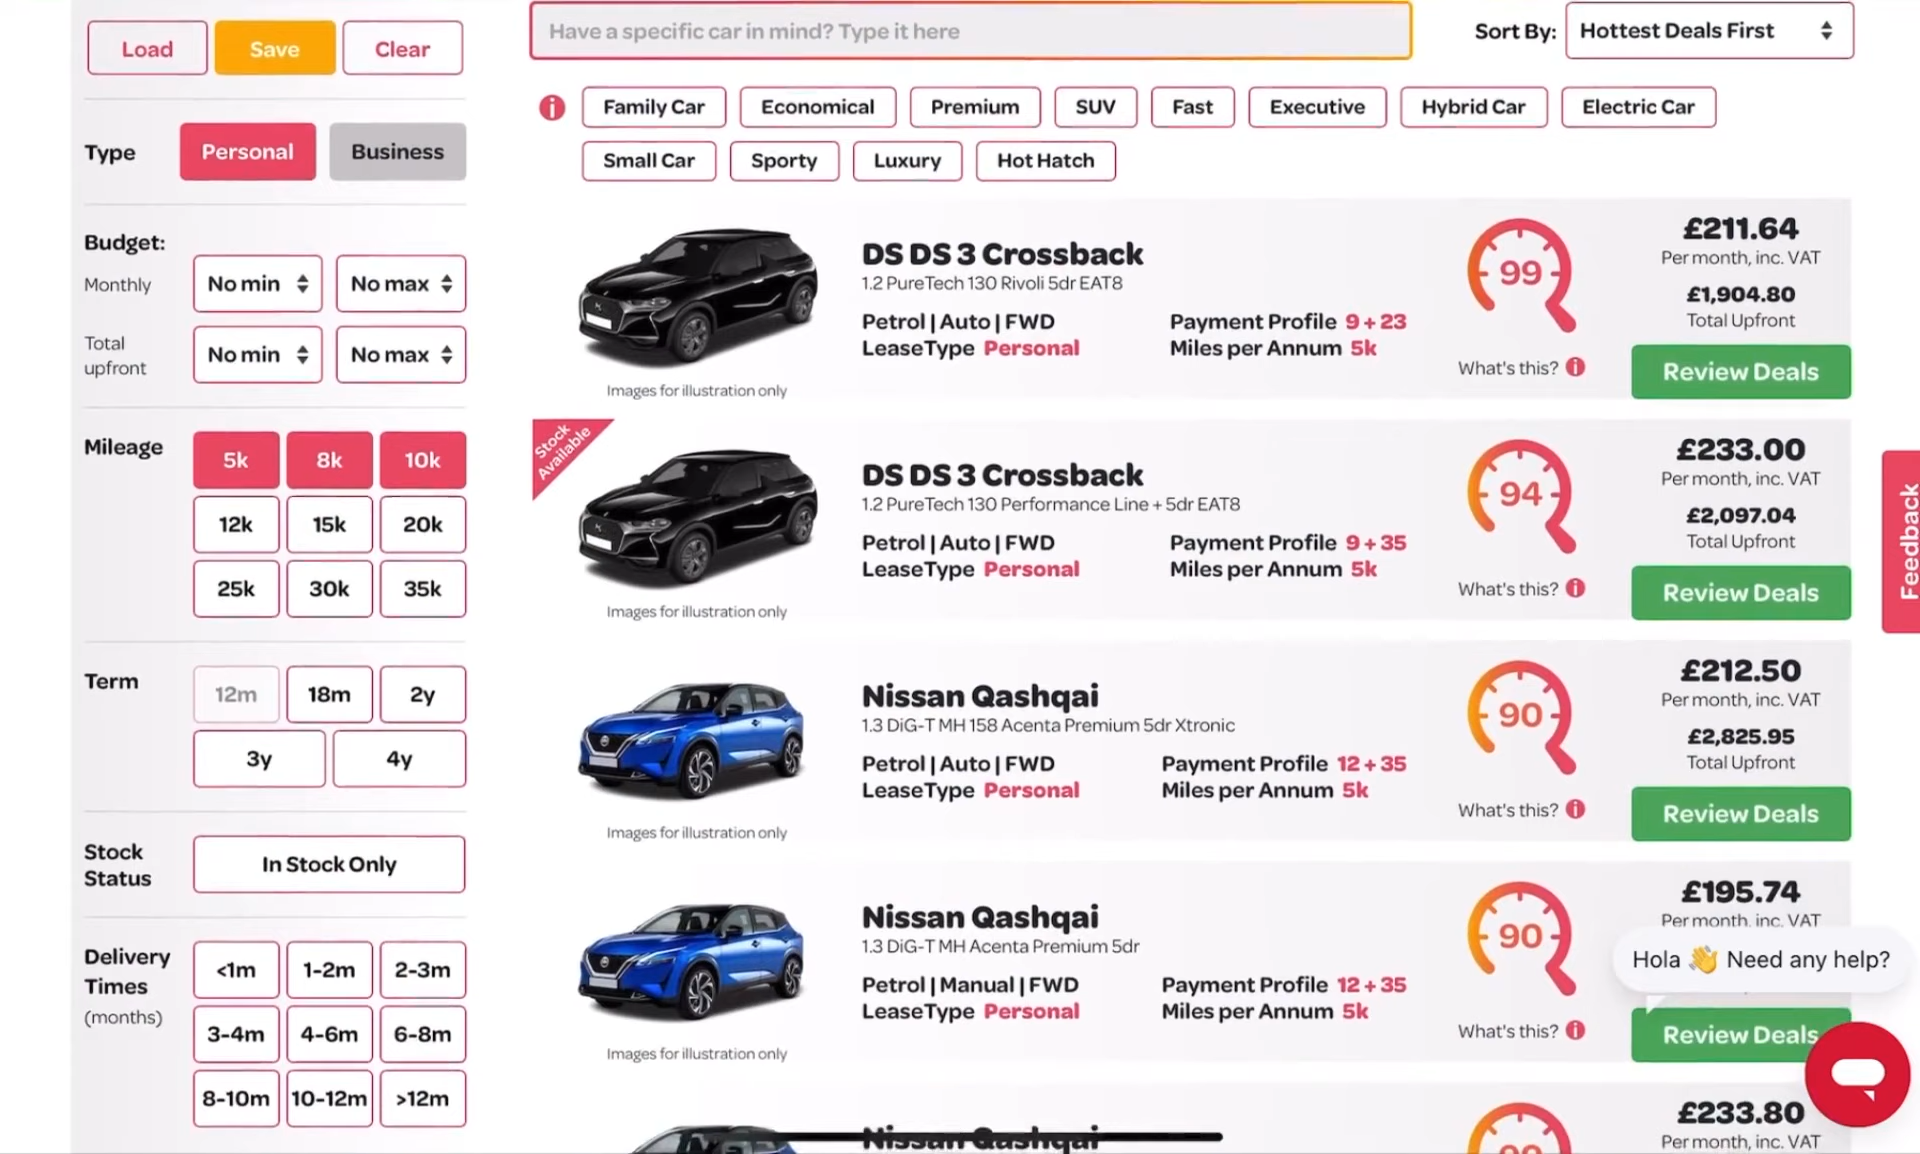 Load
Save
Clear
Type
Personal
Business
Budget:
Monthly
No min
No max
Total
upfront
No min
No max
Mileage
5k
8k
10k
12k
15k
20k
25k
30k
35k
Term
12m
18m
2y
3y
4y
Stock
Status
In Stock Only
Delivery
Times
(months)
<1m
1-2m
2-3m
3-4m
4-6m
6-8m
8-10m
10-12m
>12m
Have a specific car in mind? Type it here
Sort By:
Hottest Deals First
Family Car
Economical
Premium
SUV
Fast
Executive
Hybrid Car
Electric Car
Small Car
Sporty
Luxury
Hot Hatch
DS DS 3 Crossback
1.2 PureTech 130 Rivoli 5dr EAT8
Petrol | Auto | FWD
Payment Profile 9 + 23
LeaseType Personal
Miles per Annum 5k
Images for illustration only
99
What's this?
£211.64
Per month, inc. VAT
£1,904.80
Total Upfront
Review Deals
Stock
Available
DS DS 3 Crossback
1.2 PureTech 130 Performance Line + 5dr EAT8
Petrol | Auto | FWD
Payment Profile 9 + 35
LeaseType Personal
Miles per Annum 5k
Images for illustration only
94
What's this?
£233.00
Per month, inc. VAT
£2,097.04
Total Upfront
Review Deals
Nissan Qashqai
1.3 DiG-T MH 158 Acenta Premium 5dr Xtronic
Petrol | Auto | FWD
Payment Profile 12 + 35
LeaseType Personal
Miles per Annum 5k
Images for illustration only
90
What's this?
£212.50
Per month, inc. VAT
£2,825.95
Total Upfront
Review Deals
Nissan Qashqai
1.3 DiG-T MH Acenta Premium 5dr
Petrol | Manual | FWD
Payment Profile 12 + 35
LeaseType Personal
Miles per Annum 5k
Images for illustration only
90
What's this?
£195.74
Per month, inc. VAT
Hola 👋 Need any help?
Review Deals
Nissan Qashqai
£233.80
Per month, inc. VAT
Feedback